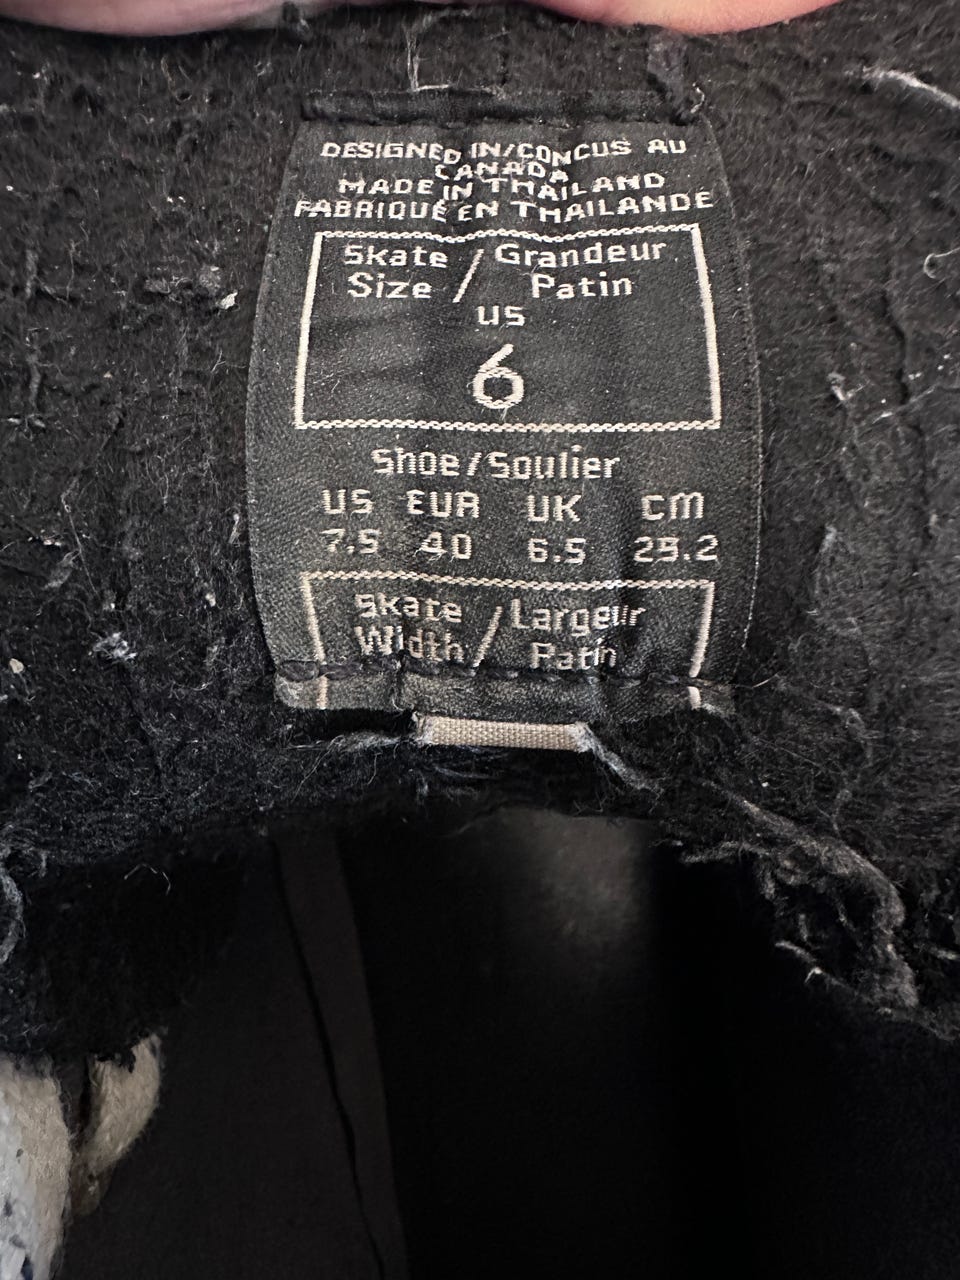 DESIGNED IN/CONCUS AU
CANADA
MADE IN THAILAND
FABRIQUÉ EN THAILANDE
Skate Size / Grandeur Patin
US
6
Shoe/Soulier
US EUR UK CM
7.5 40 6.5 25.2
Skate Width / Largeur Patin